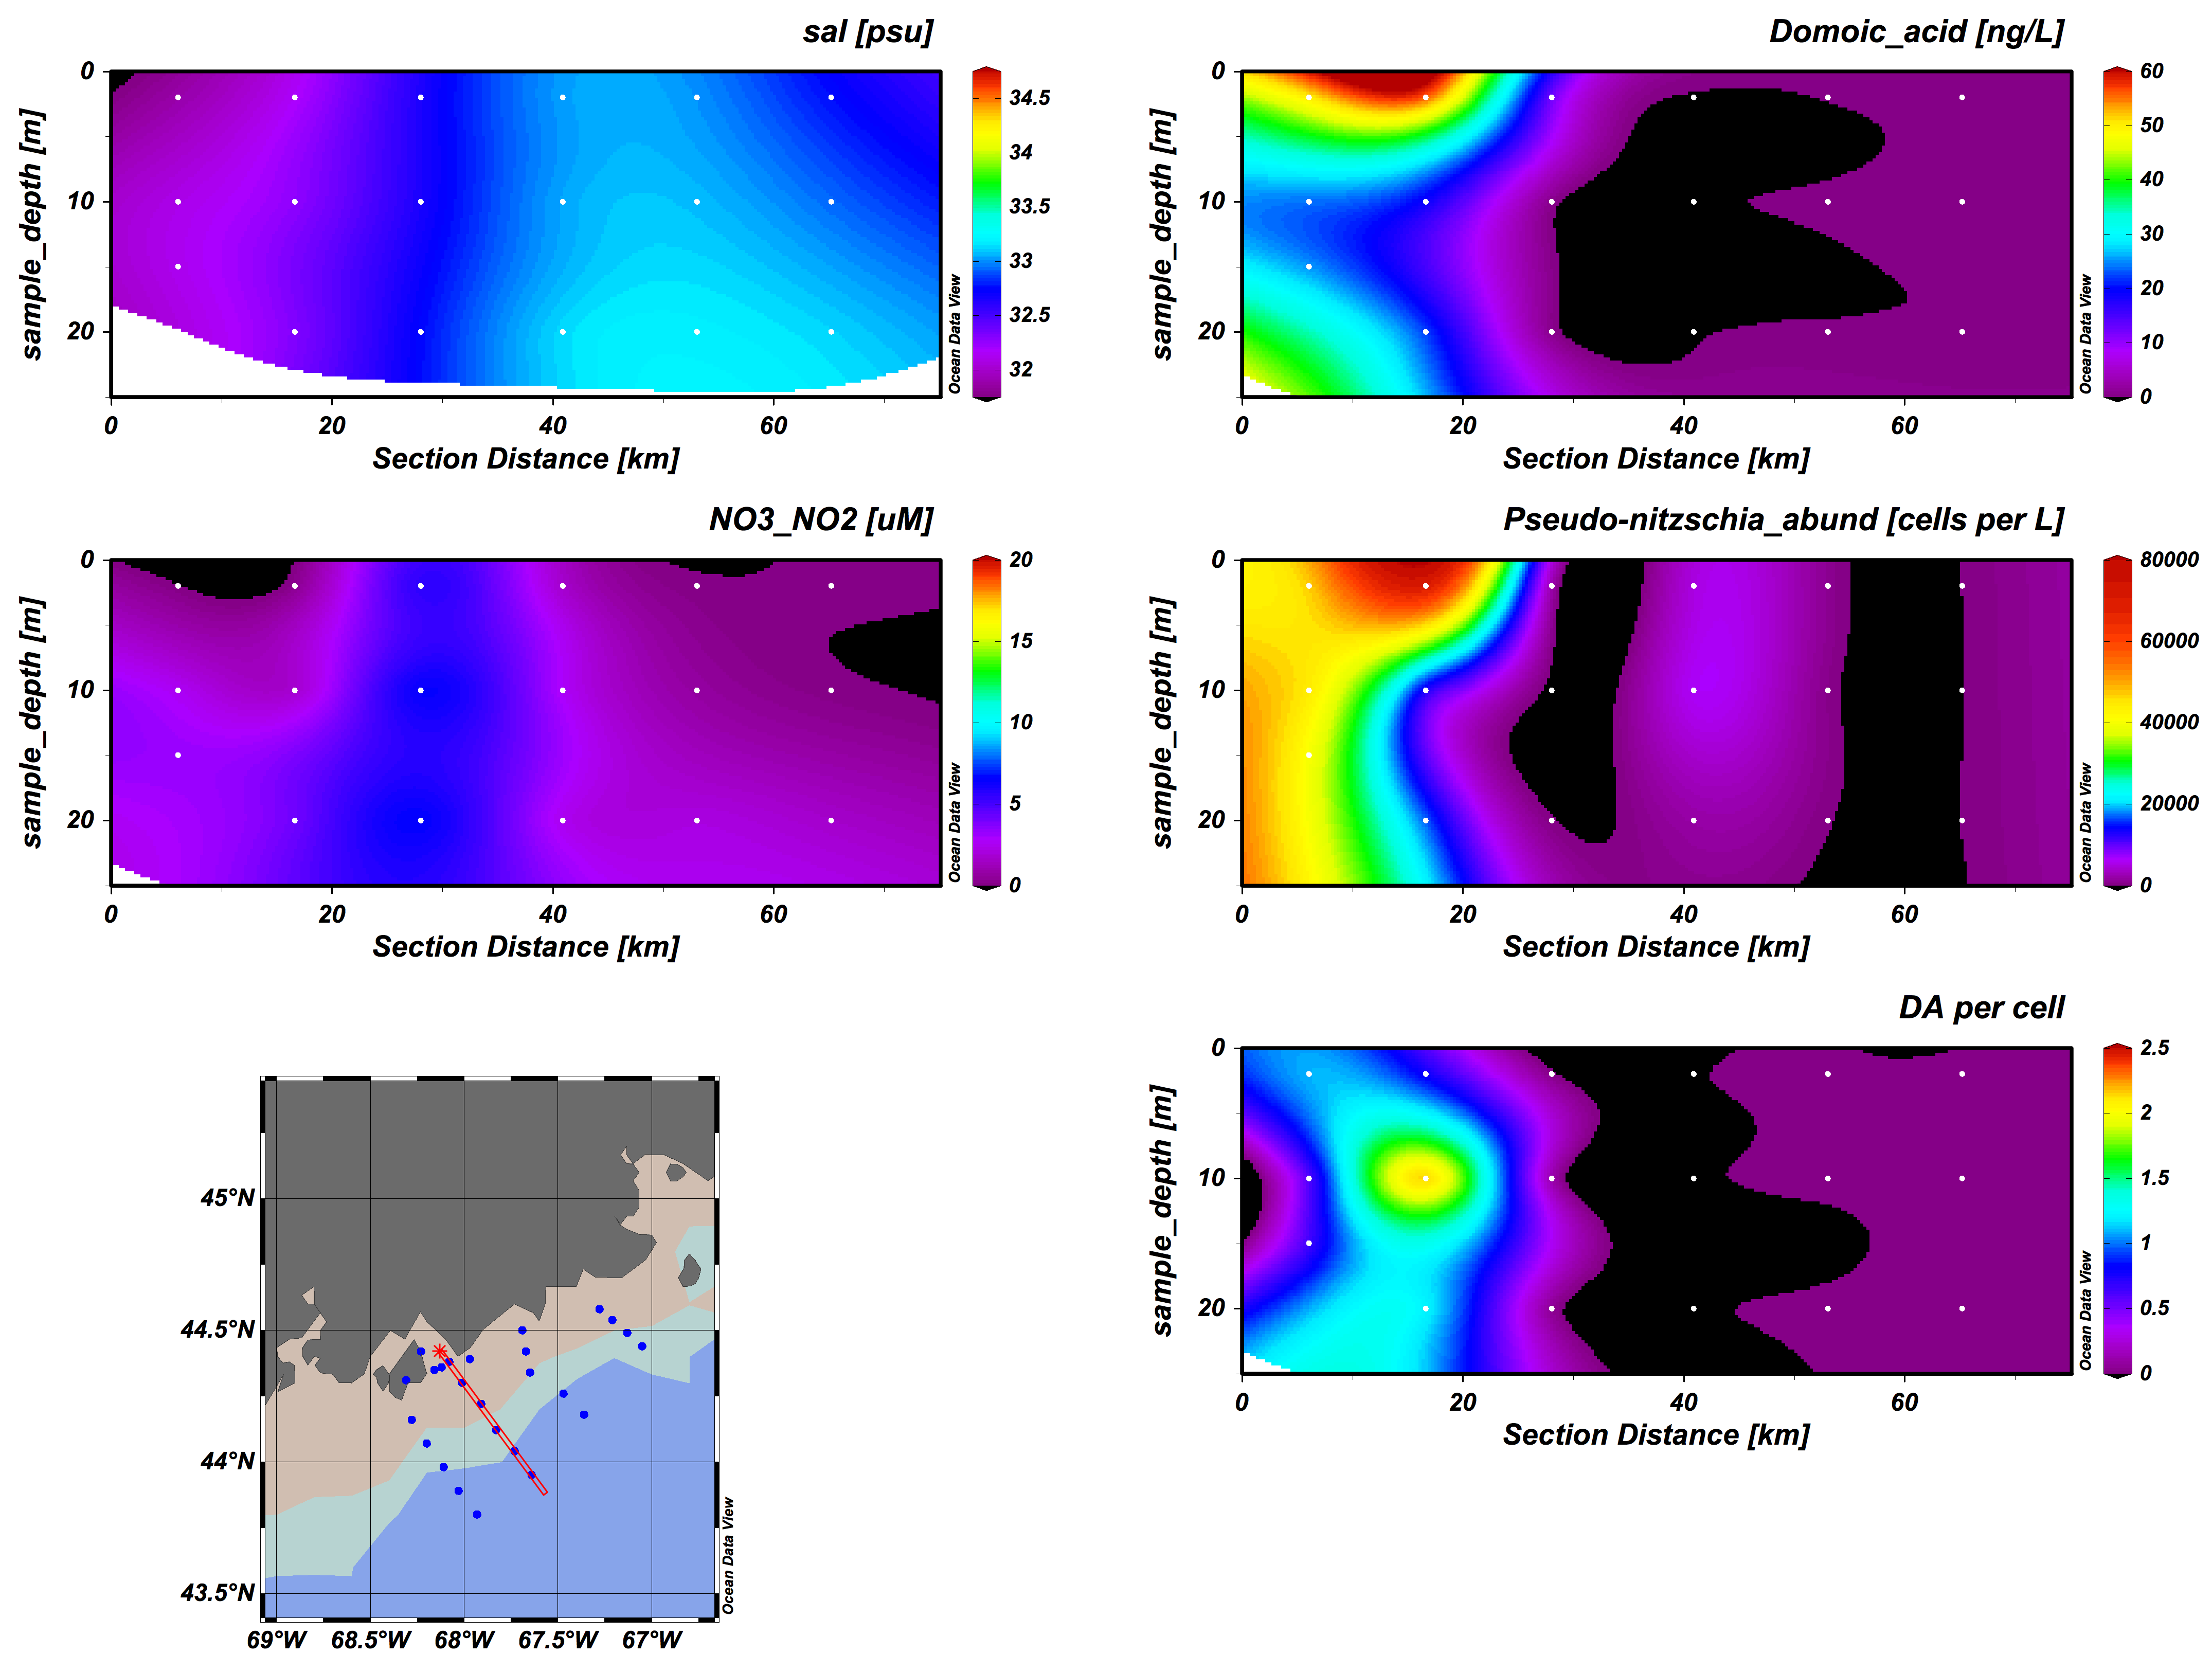 sal [psu]
0
10
20
sample_depth [m]
0
20
40
60
Section Distance [km]
34.5
34
33.5
33
32.5
32
Ocean Data View
Domoic_acid [ng/L]
0
10
20
sample_depth [m]
0
20
40
60
Section Distance [km]
60
50
40
30
20
10
0
Ocean Data View
NO3_NO2 [uM]
0
10
20
sample_depth [m]
0
20
40
60
Section Distance [km]
20
15
10
5
0
Ocean Data View
Pseudo-nitzschia_abund [cells per L]
0
10
20
sample_depth [m]
0
20
40
60
Section Distance [km]
80000
60000
40000
20000
0
Ocean Data View
45°N
44.5°N
44°N
43.5°N
69°W
68.5°W
68°W
67.5°W
67°W
Ocean Data View
DA per cell
0
10
20
sample_depth [m]
0
20
40
60
Section Distance [km]
2.5
2
1.5
1
0.5
0
Ocean Data View